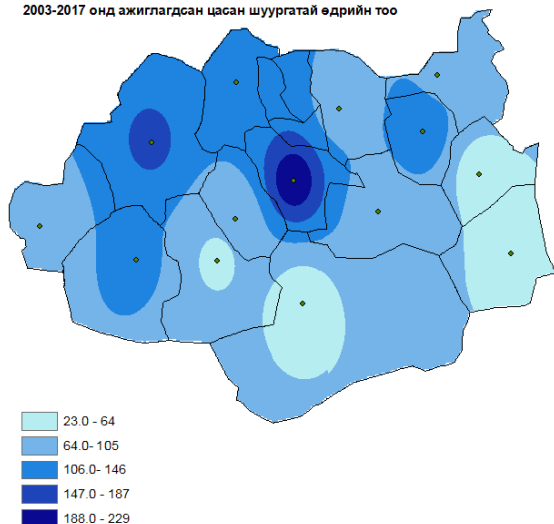 2003-2017 онд ажиглагдсан цасан шуургатай өдрийн тоо
23.0 - 64
64.0 - 105
106.0 - 146
147.0 - 187
188.0 - 229